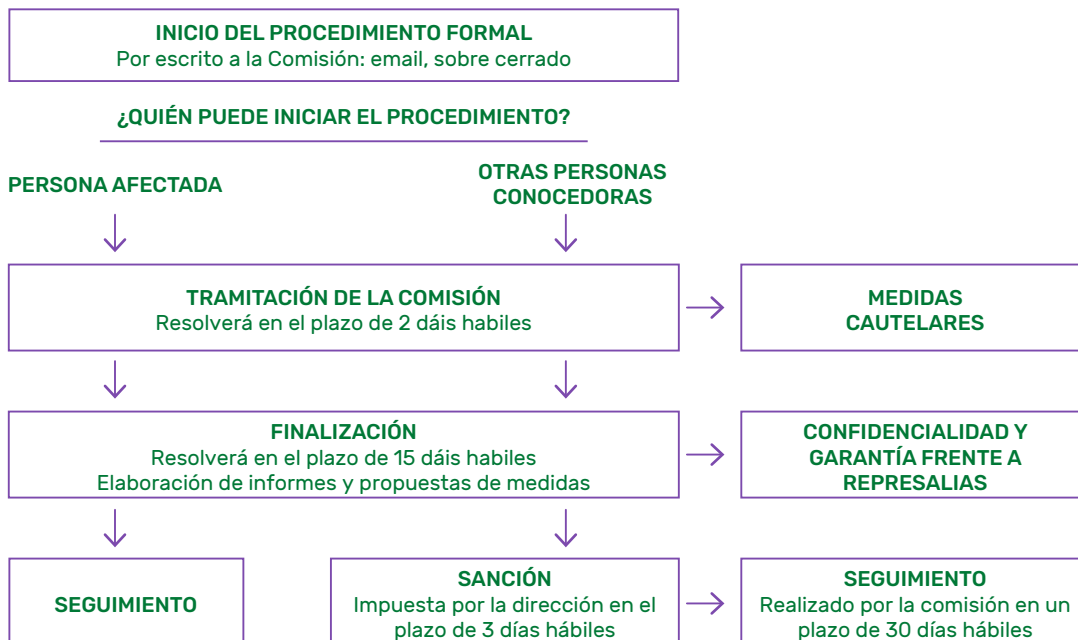 INICIO DEL PROCEDIMIENTO FORMAL
Por escrito a la Comisión: email, sobre cerrado
¿QUIÉN PUEDE INICIAR EL PROCEDIMIENTO?
PERSONA AFECTADA
OTRAS PERSONAS
CONOCEDORAS
TRAMITACIÓN DE LA COMISIÓN
Resolverá en el plazo de 2 dáis habiles
MEDIDAS
CAUTELARES
FINALIZACIÓN
Resolverá en el plazo de 15 dáis habiles
Elaboración de informes y propuestas de medidas
CONFIDENCIALIDAD Y
GARANTÍA FRENTE A
REPRESALIAS
SEGUIMIENTO
SANCIÓN
Impuesta por la dirección en el
plazo de 3 días hábiles
SEGUIMIENTO
Realizado por la comisión en un
plazo de 30 días hábiles